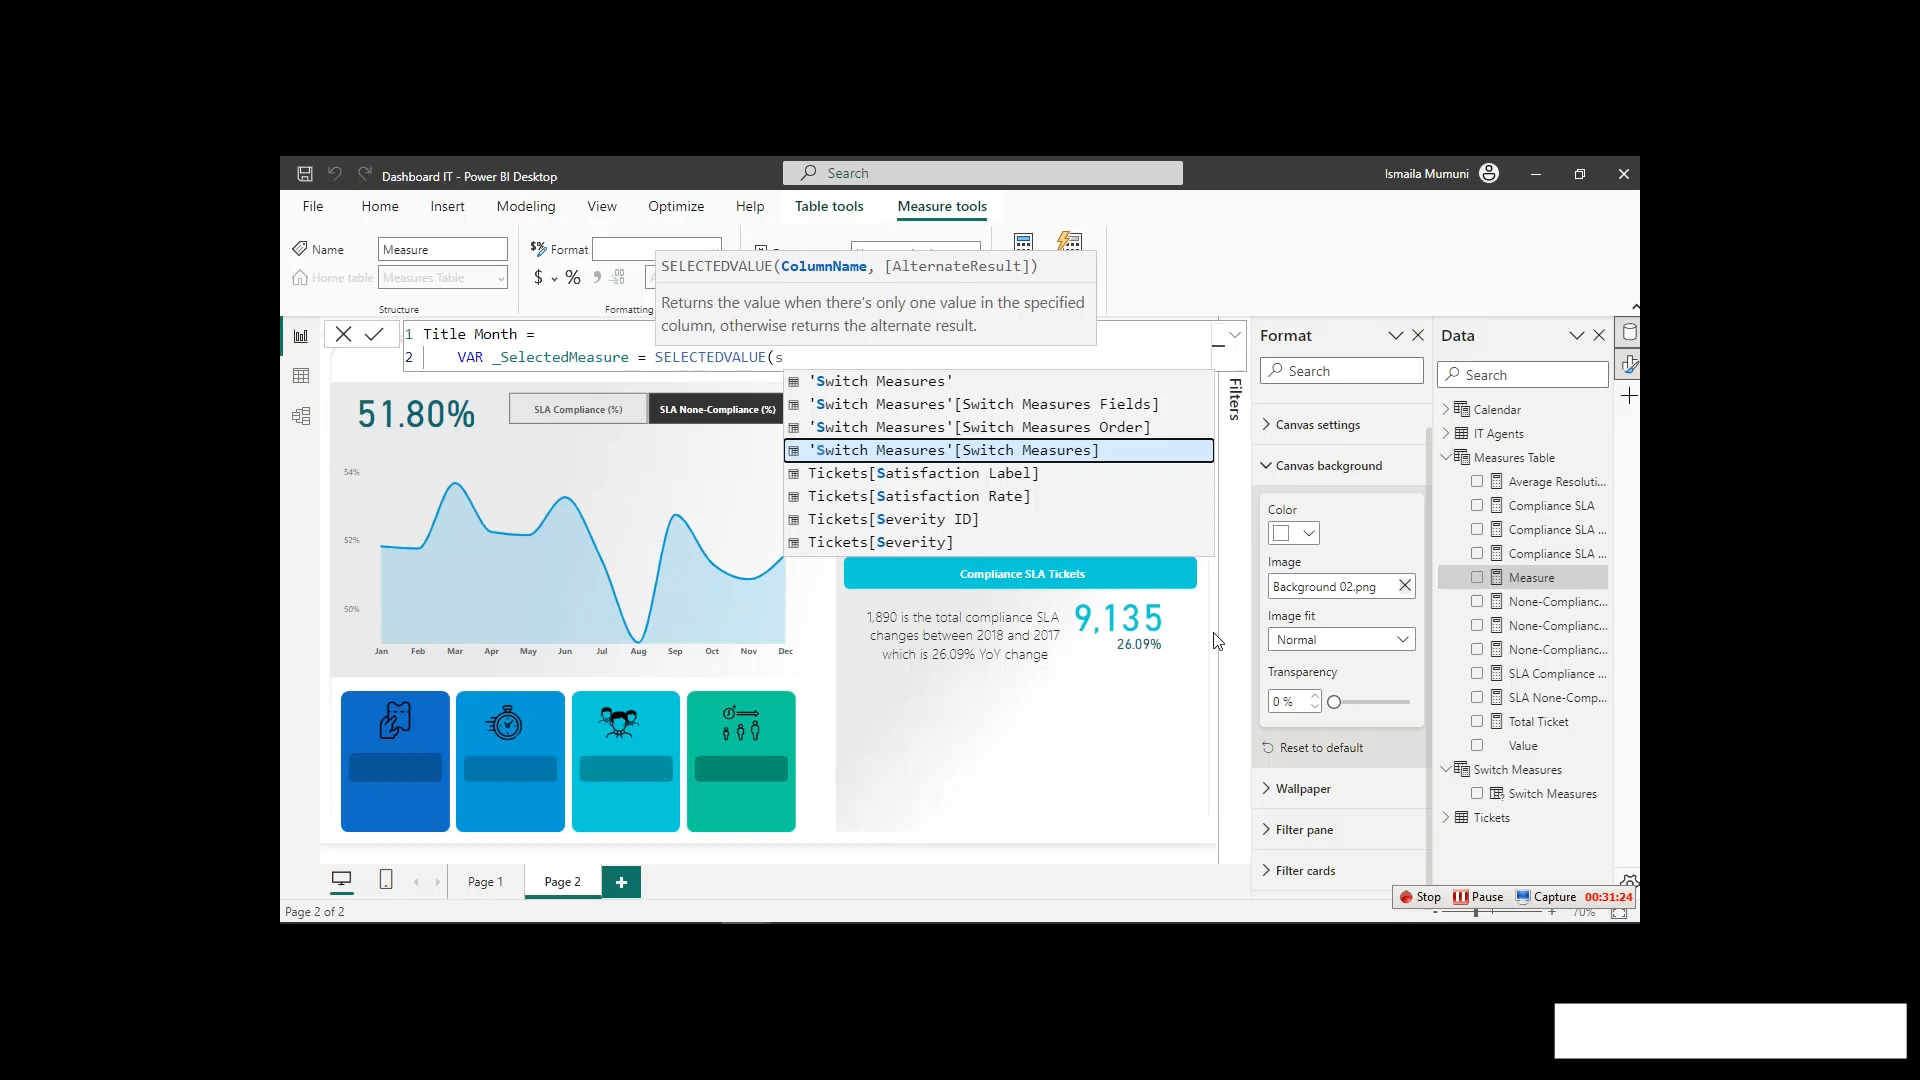 Dashboard IT - Power BI Desktop
Search
Ismaila Mumuni
File
Home
Insert
Modeling
View
Optimize
Help
Table tools
Measure tools
Name
Measure
Home table
Measures Table
Structure
Format
$ %
Formatting
SELECTEDVALUE(ColumnName, [AlternateResult])
Returns the value when there's only one value in the specified
column, otherwise returns the alternate result.
1 Title Month =
2 VAR _SelectedMeasure = SELECTEDVALUE(s
'Switch Measures'
'Switch Measures'[Switch Measures Fields]
'Switch Measures'[Switch Measures Order]
'Switch Measures'[Switch Measures]
Tickets[Satisfaction Label]
Tickets[Satisfaction Rate]
Tickets[Severity ID]
Tickets[Severity]
51.80%
SLA Compliance (%)
SLA None-Compliance (%)
54%
52%
50%
Jan Feb Mar Apr May Jun Jul Aug Sep Oct Nov Dec
Compliance SLA Tickets
1,890 is the total compliance SLA
changes between 2018 and 2017
which is 26.09% YoY change
9,135
26.09%
Filters
Format
Search
Canvas settings
Canvas background
Color
Image
Background 02.png
Image fit
Normal
Transparency
0 %
Reset to default
Wallpaper
Filter pane
Filter cards
Data
Search
Calendar
IT Agents
Measures Table
Average Resoluti...
Compliance SLA
Compliance SLA ...
Compliance SLA ...
Measure
None-Complianc...
None-Complianc...
None-Complianc...
SLA Compliance ...
SLA None-Comp...
Total Ticket
Value
Switch Measures
Switch Measures
Tickets
Page 1
Page 2
Page 2 of 2
Stop
Pause
Capture
00:31:24
70%